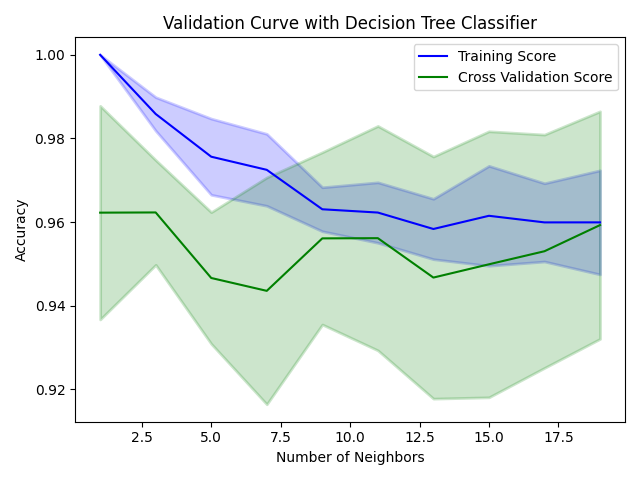 Validation Curve with Decision Tree Classifier
Training Score
Cross Validation Score
1.00
0.98
0.96
0.94
0.92
Accuracy
2.5 5.0 7.5 10.0 12.5 15.0 17.5
Number of Neighbors